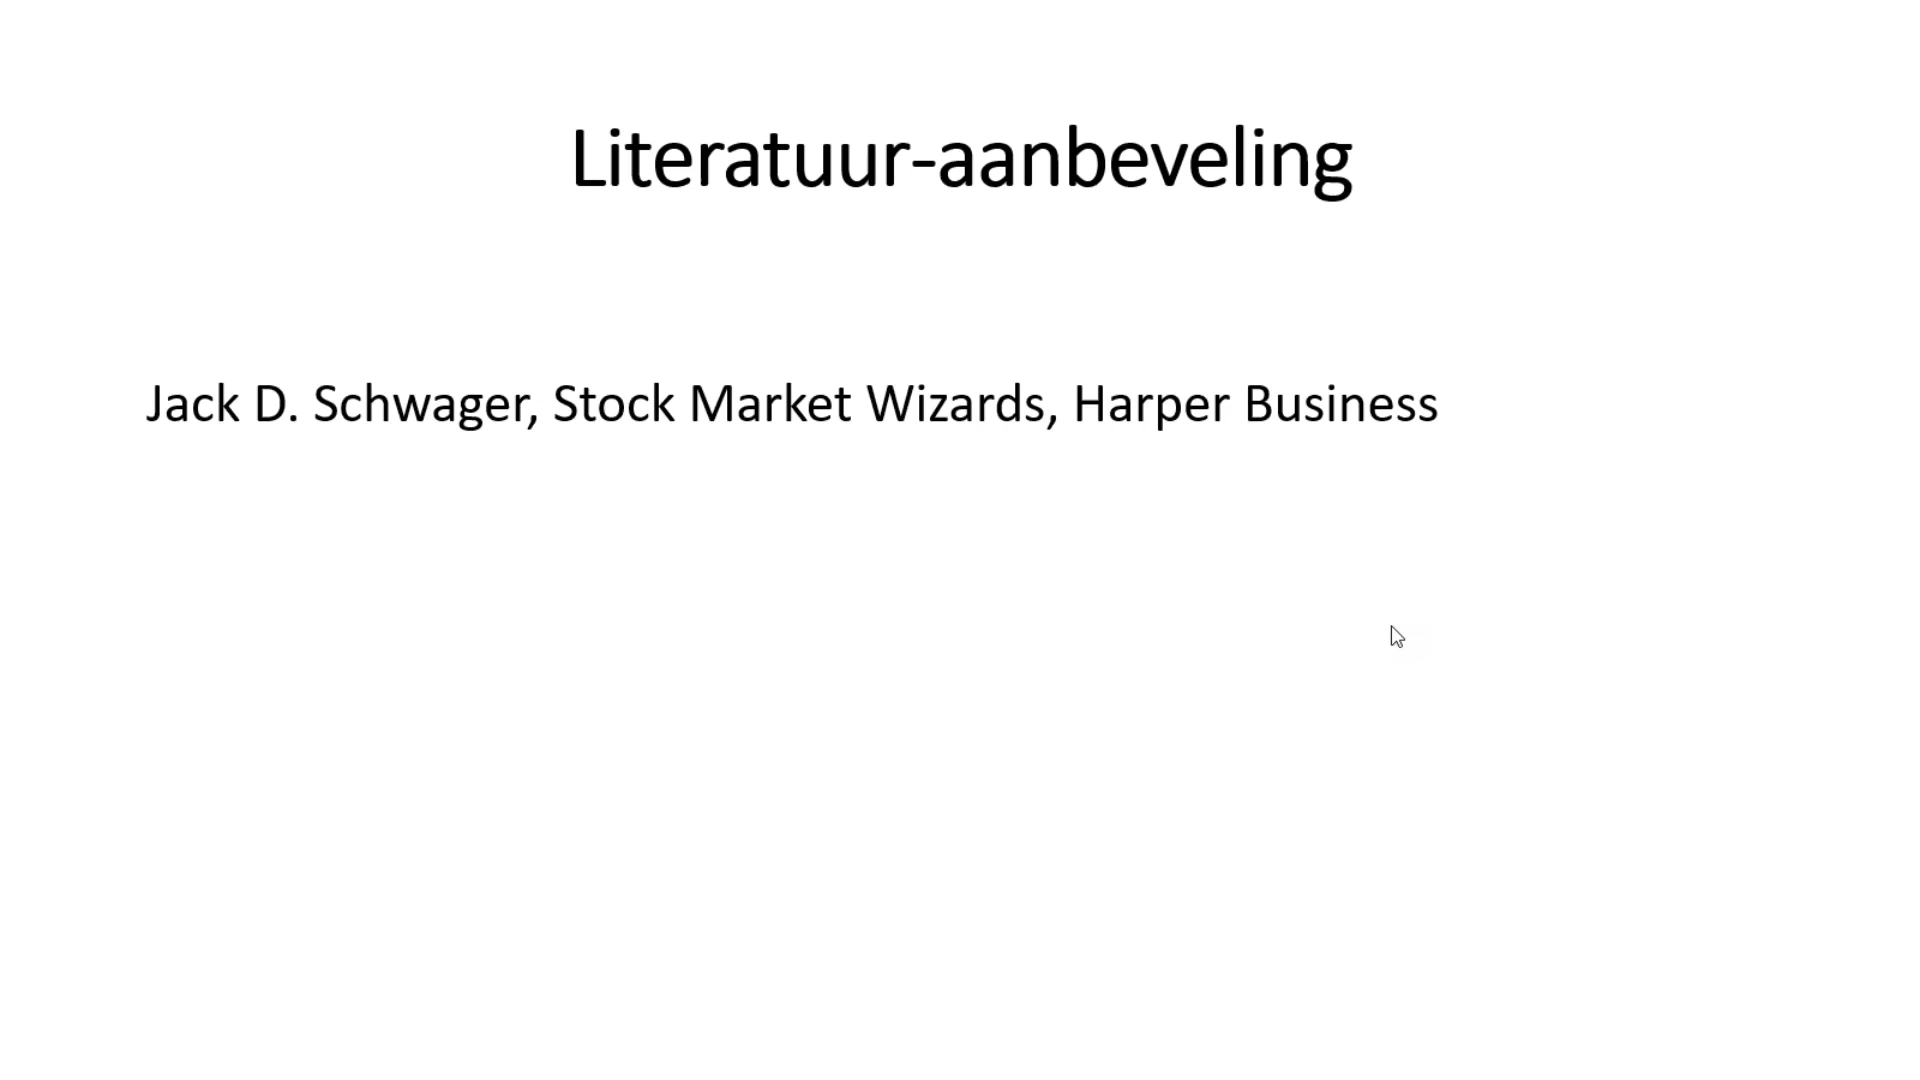 Literatuur-aanbeveling
Jack D. Schwager, Stock Market Wizards, Harper Business